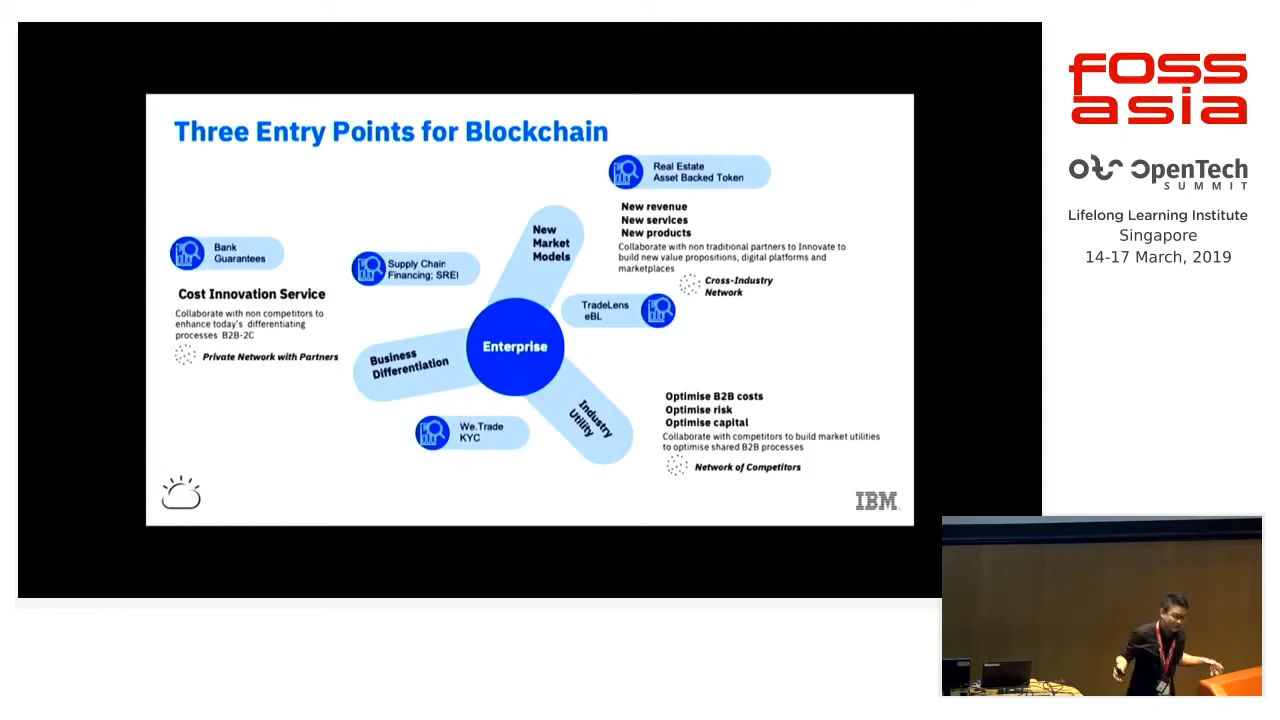 Three Entry Points for Blockchain
Real Estate
Asset Backed Token
New revenue
New services
New products
Collaborate with non traditional partners to Innovate to
build new value propositions, digital platforms and
marketplaces
Cross-Industry
Network
New
Market
Models
Bank
Guarantees
Supply Chain
Financing; SREI
Cost Innovation Service
Collaborate with non competitors to
enhance today's differentiating
processes B2B-2C
Private Network with Partners
TradeLens
eBL
Enterprise
Business
Differentiation
Industry
Utility
We.Trade
KYC
Optimise B2B costs
Optimise risk
Optimise capital
Collaborate with competitors to build market utilities
to optimise shared B2B processes
Network of Competitors
IBM
FOSS
asia
OpenTech
SUMMIT
Lifelong Learning Institute
Singapore
14-17 March, 2019